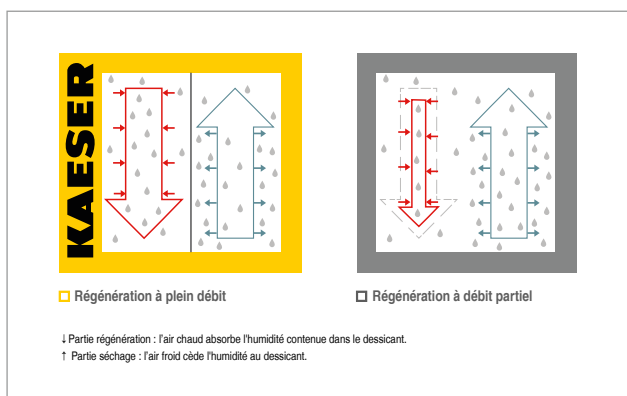 KAESER
Régénération à plein débit
Régénération à débit partiel
↓ Partie régénération : l'air chaud absorbe l'humidité contenue dans le dessicant.
↑ Partie séchage : l'air froid cède l'humidité au dessicant.